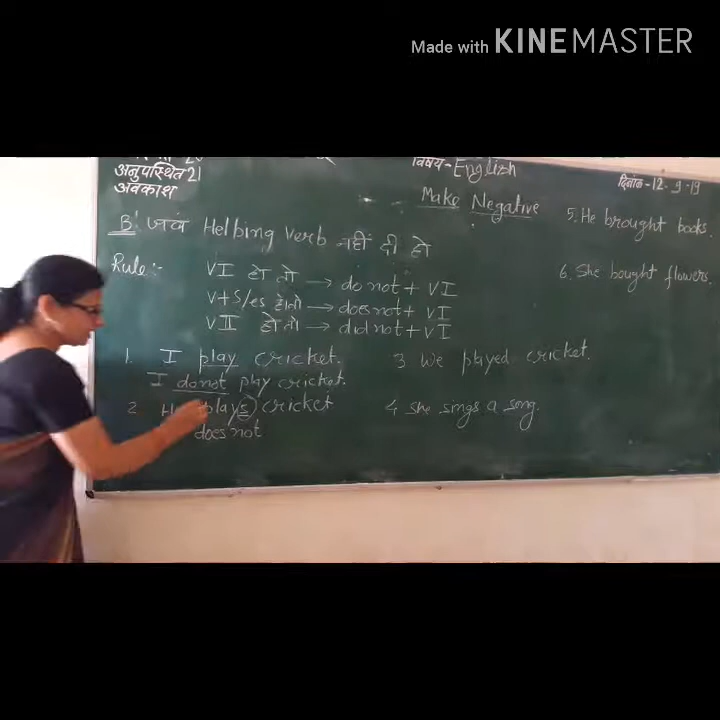 Made with KINEMASTER
अनुपस्थित 21
अवकाश
विषय - English
दिनांक - 12-9-19
Make Negative
B' जब Helbing verb नहीं दी हो
Rule:-
VI हो तो → do not + VI
V+S/es हो तो → does not + VI
VII हो तो → did not + VI
1. I play cricket.
I do not play cricket.
2 plays cricket
does not
3 We played cricket.
4 She sings a song.
5. He brought books.
6. She bought flowers.